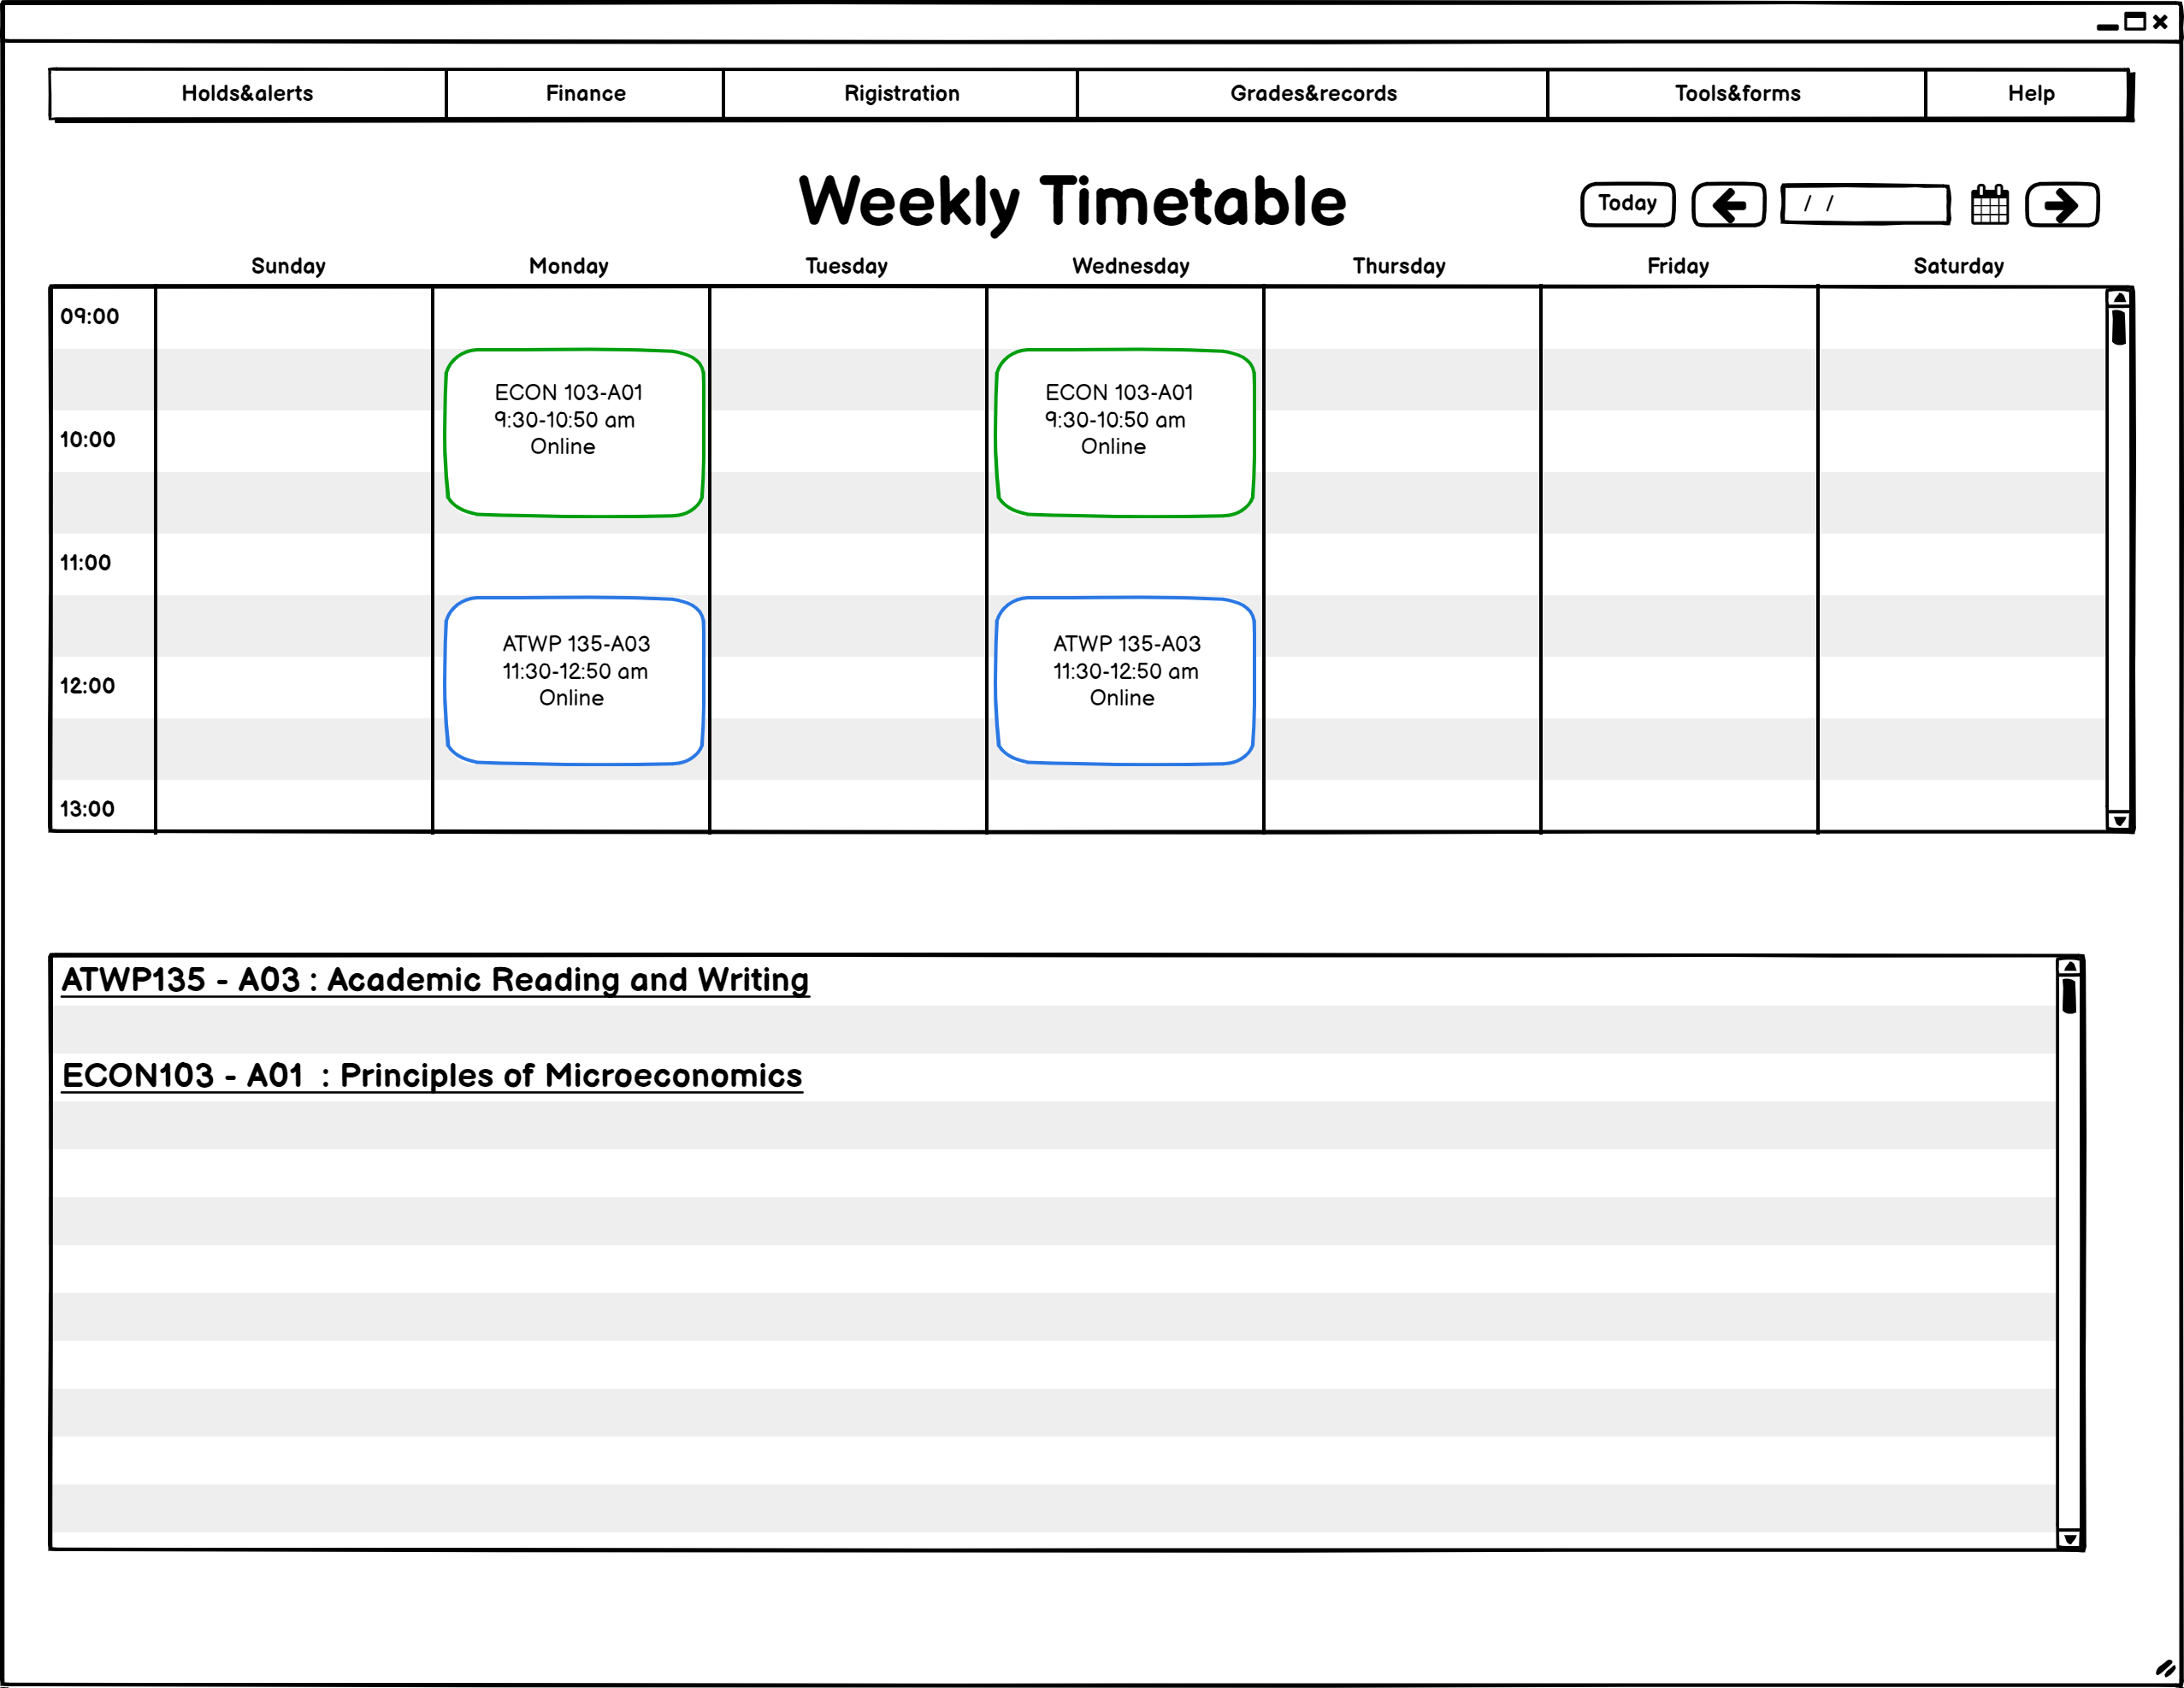 Holds&alerts Finance Rigistration Grades&records Tools&forms Help
Weekly Timetable
Today / /
Sunday Monday Tuesday Wednesday Thursday Friday Saturday
09:00
ECON 103-A01 ECON 103-A01
9:30-10:50 am 9:30-10:50 am
10:00
Online Online
11:00
ATWP 135-A03 ATWP 135-A03
11:30-12:50 am 11:30-12:50 am
12:00
Online Online
13:00
ATWP135 - A03 : Academic Reading and Writing
ECON103 - A01 : Principles of Microeconomics